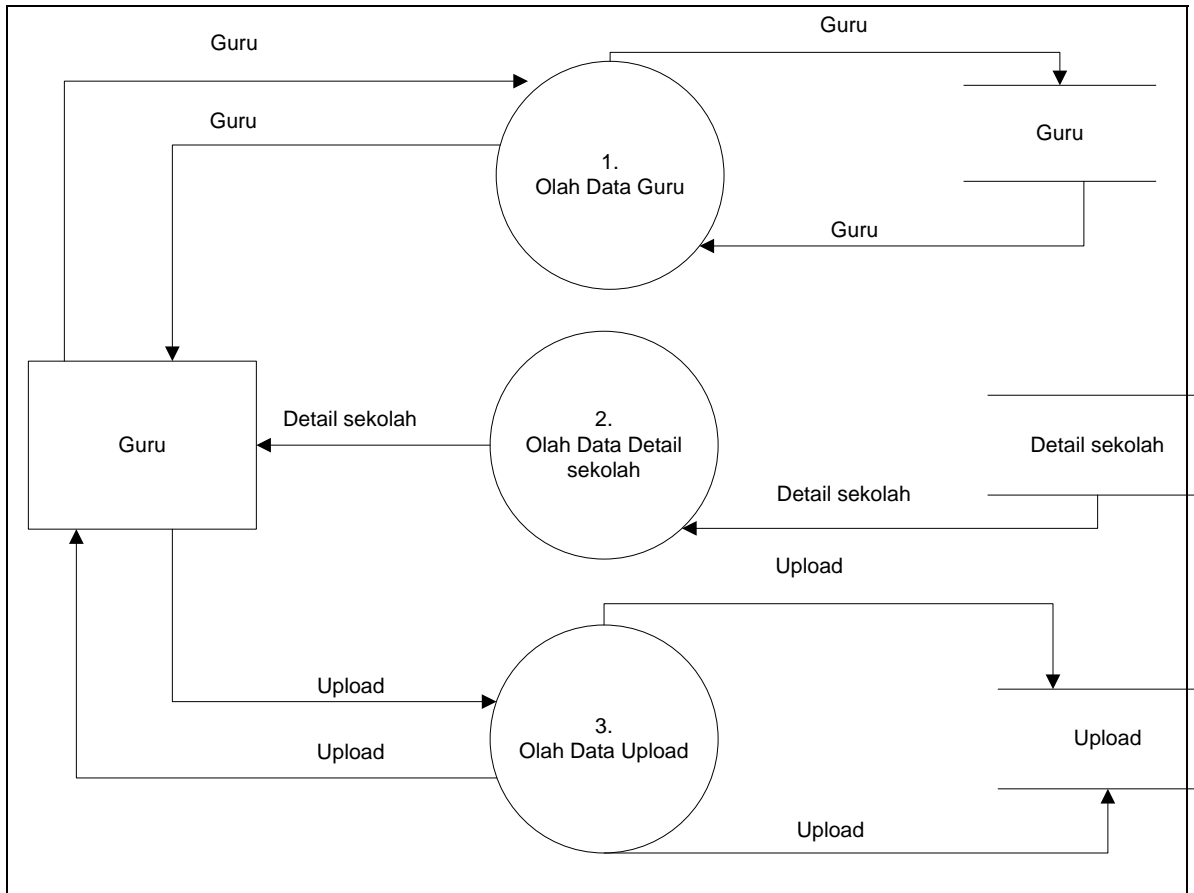 Guru
Guru
Guru
Guru
1.
Olah Data Guru
Guru
Detail sekolah
Guru
2.
Olah Data Detail
sekolah
Detail sekolah
Detail sekolah
Upload
Upload
Upload
3.
Olah Data Upload
Upload
Upload